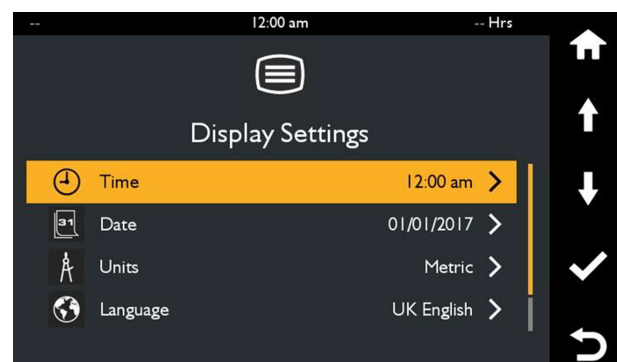 -- 12:00 am -- Hrs
Display Settings
Time 12:00 am
31
Date 01/01/2017
Units Metric
Language UK English